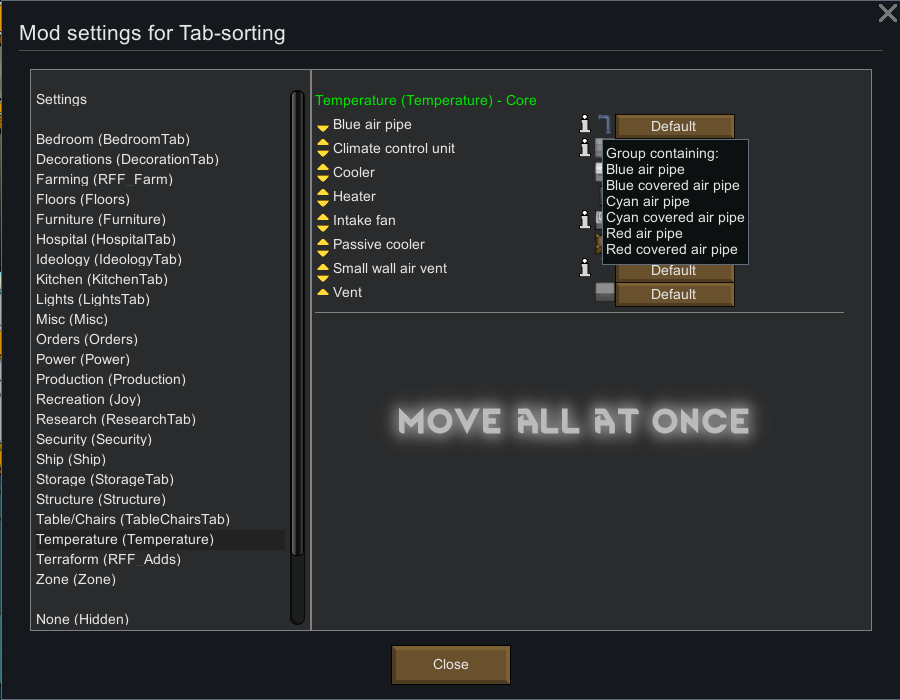 Mod settings for Tab-sorting
Settings
Bedroom (BedroomTab)
Decorations (DecorationTab)
Farming (RFF_Farm)
Floors (Floors)
Furniture (Furniture)
Hospital (HospitalTab)
Ideology (IdeologyTab)
Kitchen (KitchenTab)
Lights (LightsTab)
Misc (Misc)
Orders (Orders)
Power (Power)
Production (Production)
Recreation (Joy)
Research (ResearchTab)
Security (Security)
Ship (Ship)
Storage (StorageTab)
Structure (Structure)
Table/Chairs (TableChairsTab)
Temperature (Temperature)
Terraform (RFF_Adds)
Zone (Zone)
None (Hidden)
Temperature (Temperature) - Core
Blue air pipe
Default
Climate control unit
Cooler
Heater
Intake fan
Passive cooler
Small wall air vent
Default
Vent
Default
Group containing:
Blue air pipe
Blue covered air pipe
Cyan air pipe
Cyan covered air pipe
Red air pipe
Red covered air pipe
MOVE ALL AT ONCE
Close